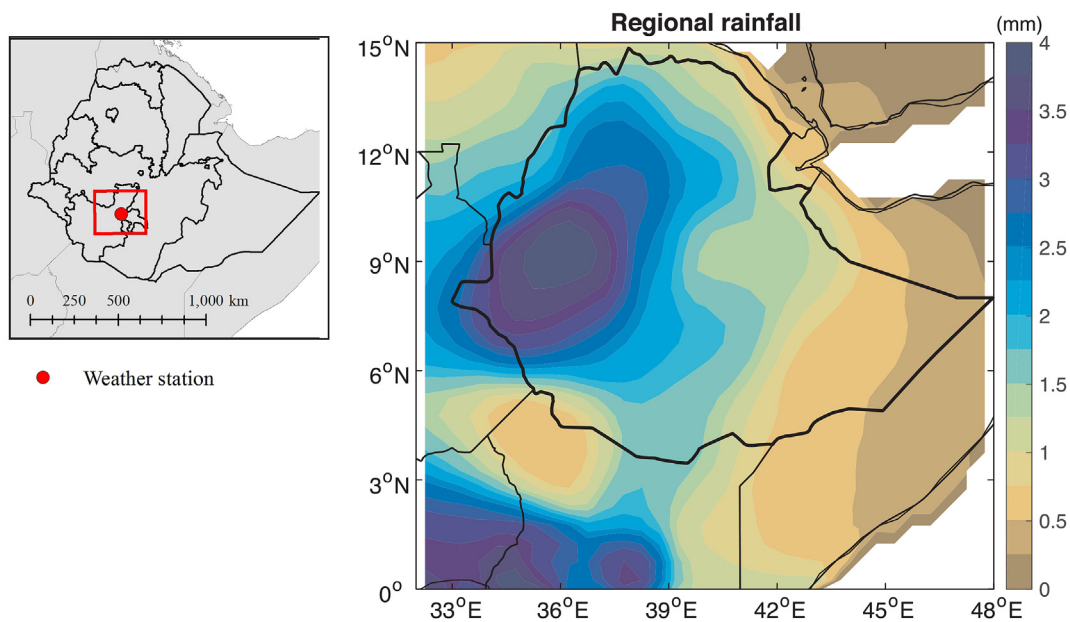 Regional rainfall
(mm)
15°N
12°N
9°N
6°N
3°N
0°
33°E
36°E
39°E
42°E
45°E
48°E
4
3.5
3
2.5
2
1.5
1
0.5
0
0
250
500
1,000 km
Weather station